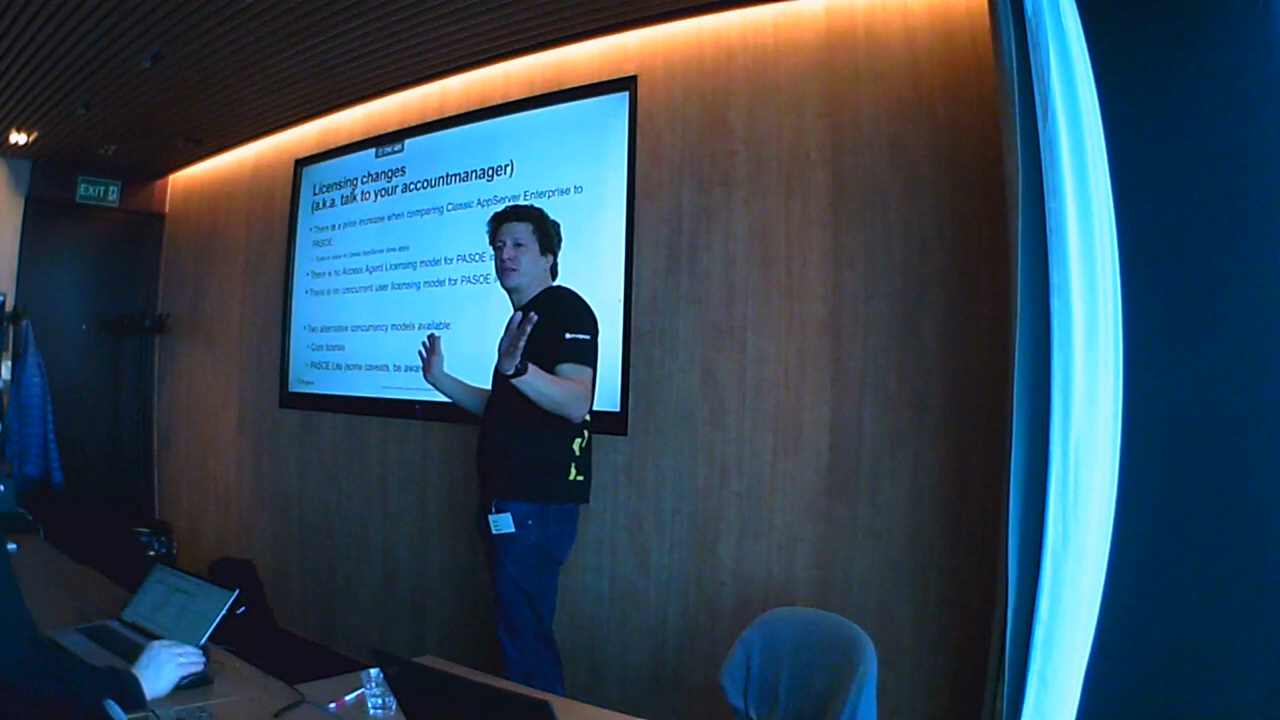 EXIT
Licensing changes
(a.k.a. talk to your accountmanager)
• There is a price increase when comparing Classic AppServer Enterprise to
PASOE.
• There is no Access Agent Licensing model for PASOE
• There is no concurrent user licensing model for PASOE
• Two alternative concurrency models available:
• Core license
• PASOE Lite (some caveats, be